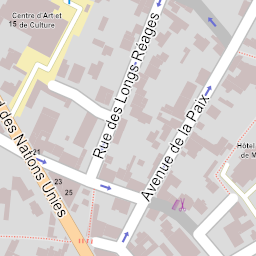 Centre d'Art et
15 de Culture
Rue des Longs-Réages
Avenue de la Paix
des Nations Unies
Hôtel
de M
21
23
25